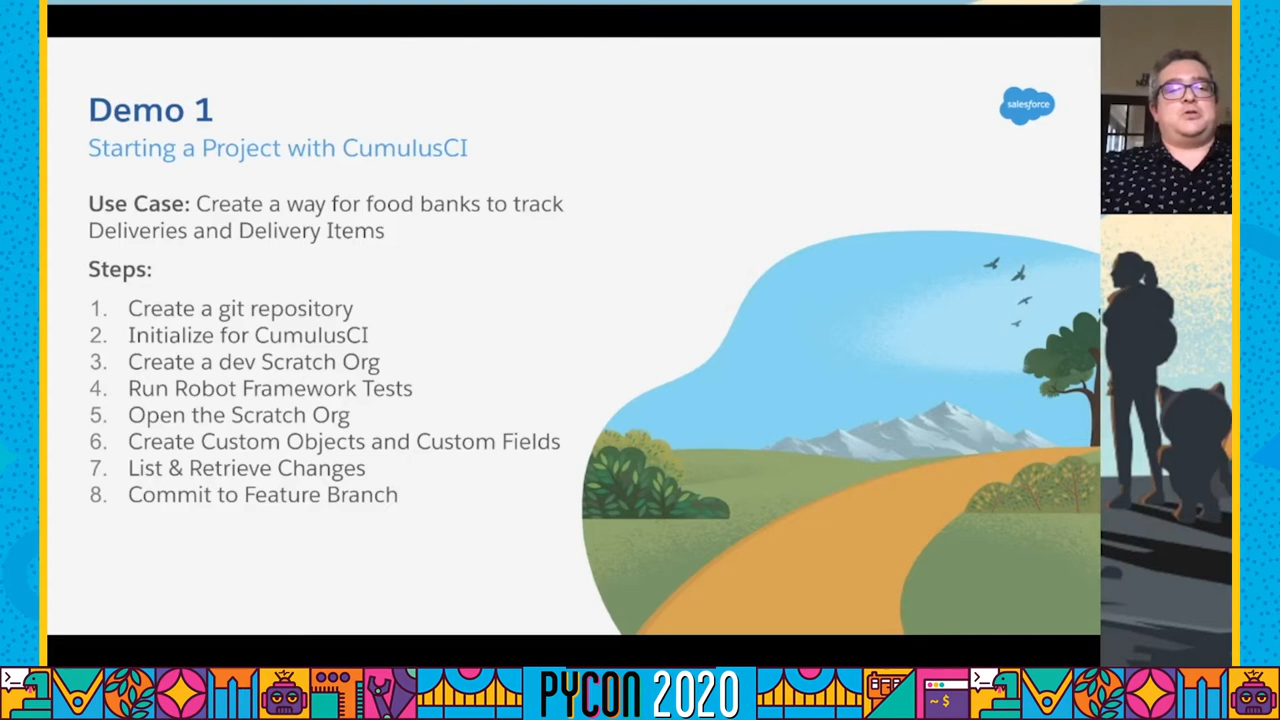 Demo 1
Starting a Project with CumulusCI
salesforce
Use Case: Create a way for food banks to track
Deliveries and Delivery Items
Steps:
1. Create a git repository
2. Initialize for CumulusCI
3. Create a dev Scratch Org
4. Run Robot Framework Tests
5. Open the Scratch Org
6. Create Custom Objects and Custom Fields
7. List & Retrieve Changes
8. Commit to Feature Branch
~$
PYCON 2020